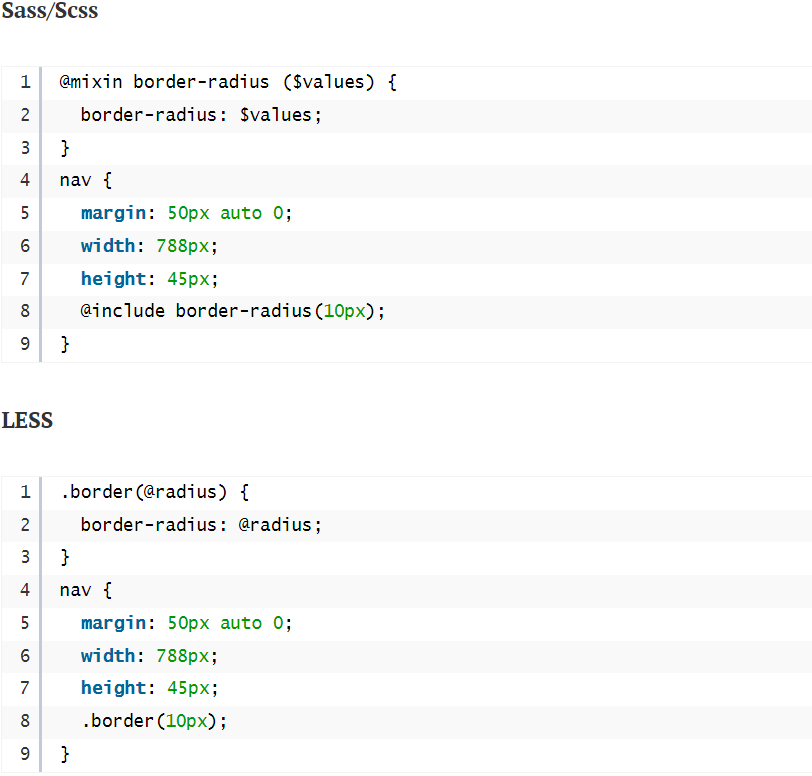 Sass/Scss
1 @mixin border-radius ($values) {
2   border-radius: $values;
3 }
4 nav {
5   margin: 50px auto 0;
6   width: 788px;
7   height: 45px;
8   @include border-radius(10px);
9 }
LESS
1 .border(@radius) {
2   border-radius: @radius;
3 }
4 nav {
5   margin: 50px auto 0;
6   width: 788px;
7   height: 45px;
8   .border(10px);
9 }